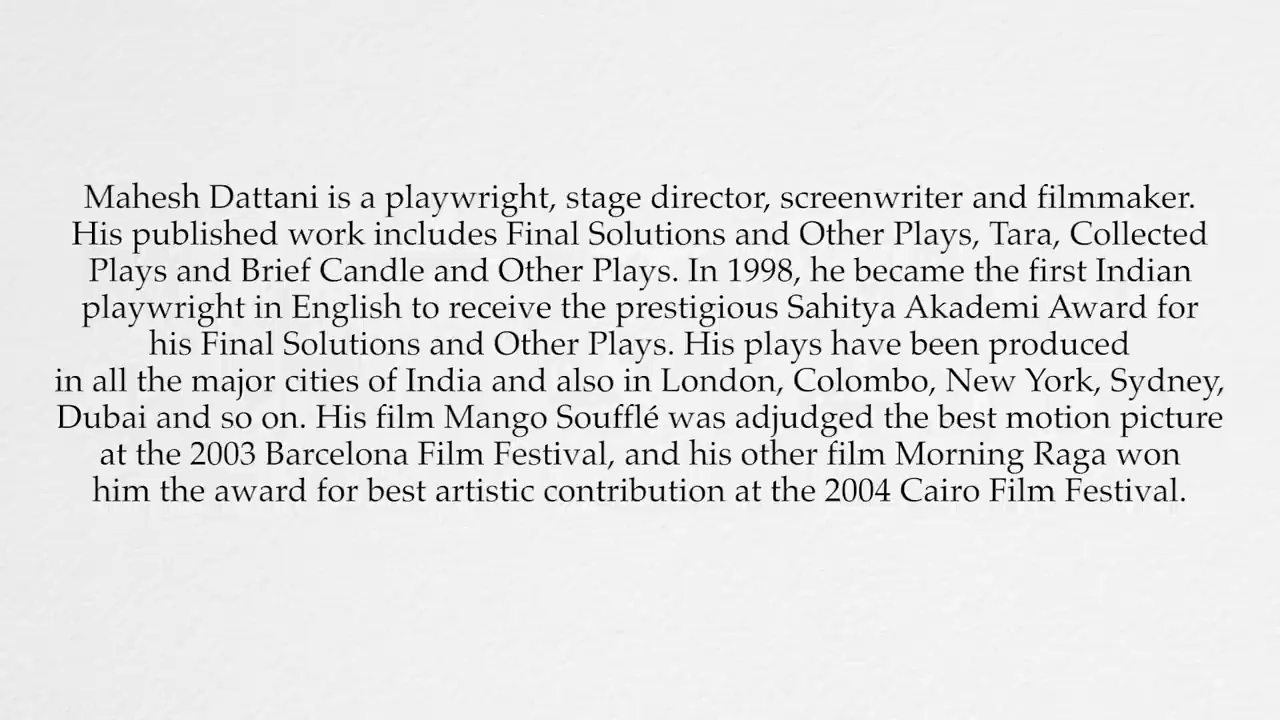 Mahesh Dattani is a playwright, stage director, screenwriter and filmmaker.
His published work includes Final Solutions and Other Plays, Tara, Collected
Plays and Brief Candle and Other Plays. In 1998, he became the first Indian
playwright in English to receive the prestigious Sahitya Akademi Award for
his Final Solutions and Other Plays. His plays have been produced
in all the major cities of India and also in London, Colombo, New York, Sydney,
Dubai and so on. His film Mango Soufflé was adjudged the best motion picture
at the 2003 Barcelona Film Festival, and his other film Morning Raga won
him the award for best artistic contribution at the 2004 Cairo Film Festival.